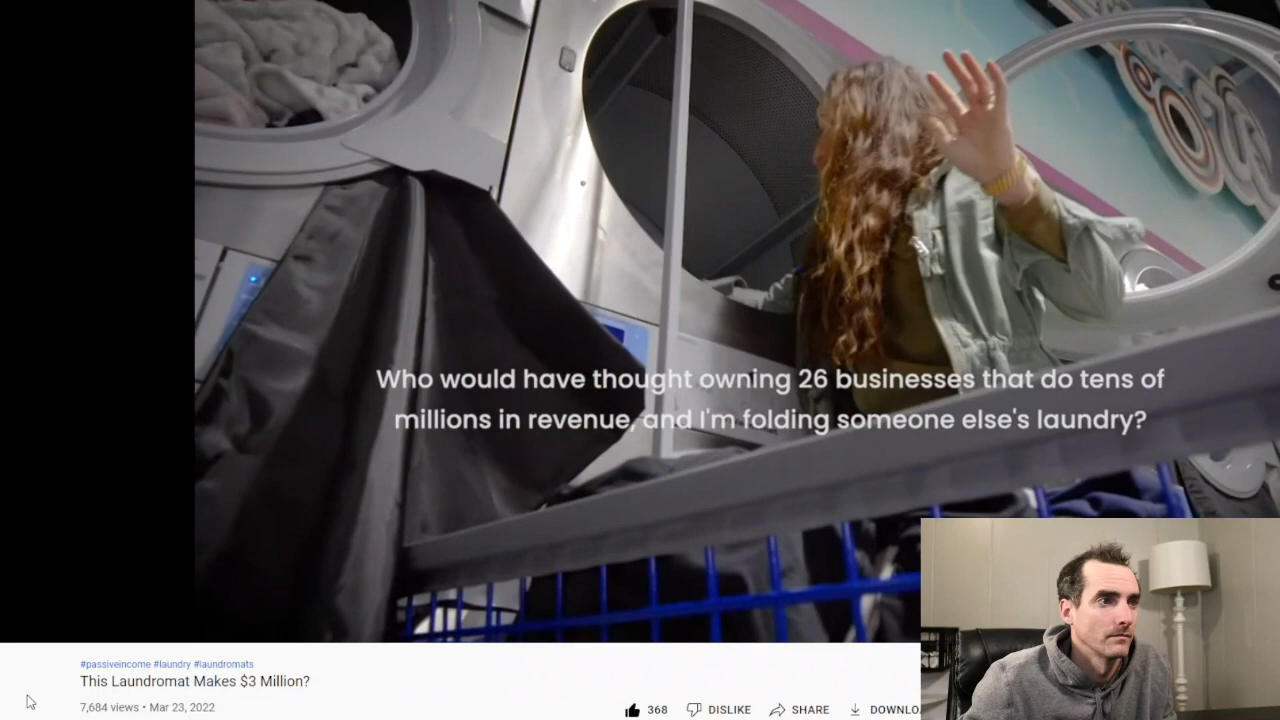 Who would have thought owning 26 businesses that do tens of
millions in revenue, and I'm folding someone else's laundry?
#passiveincome #laundry #laundromats
This Laundromat Makes $3 Million?
7,684 views • Mar 23, 2022
368 DISLIKE SHARE DOWNLO